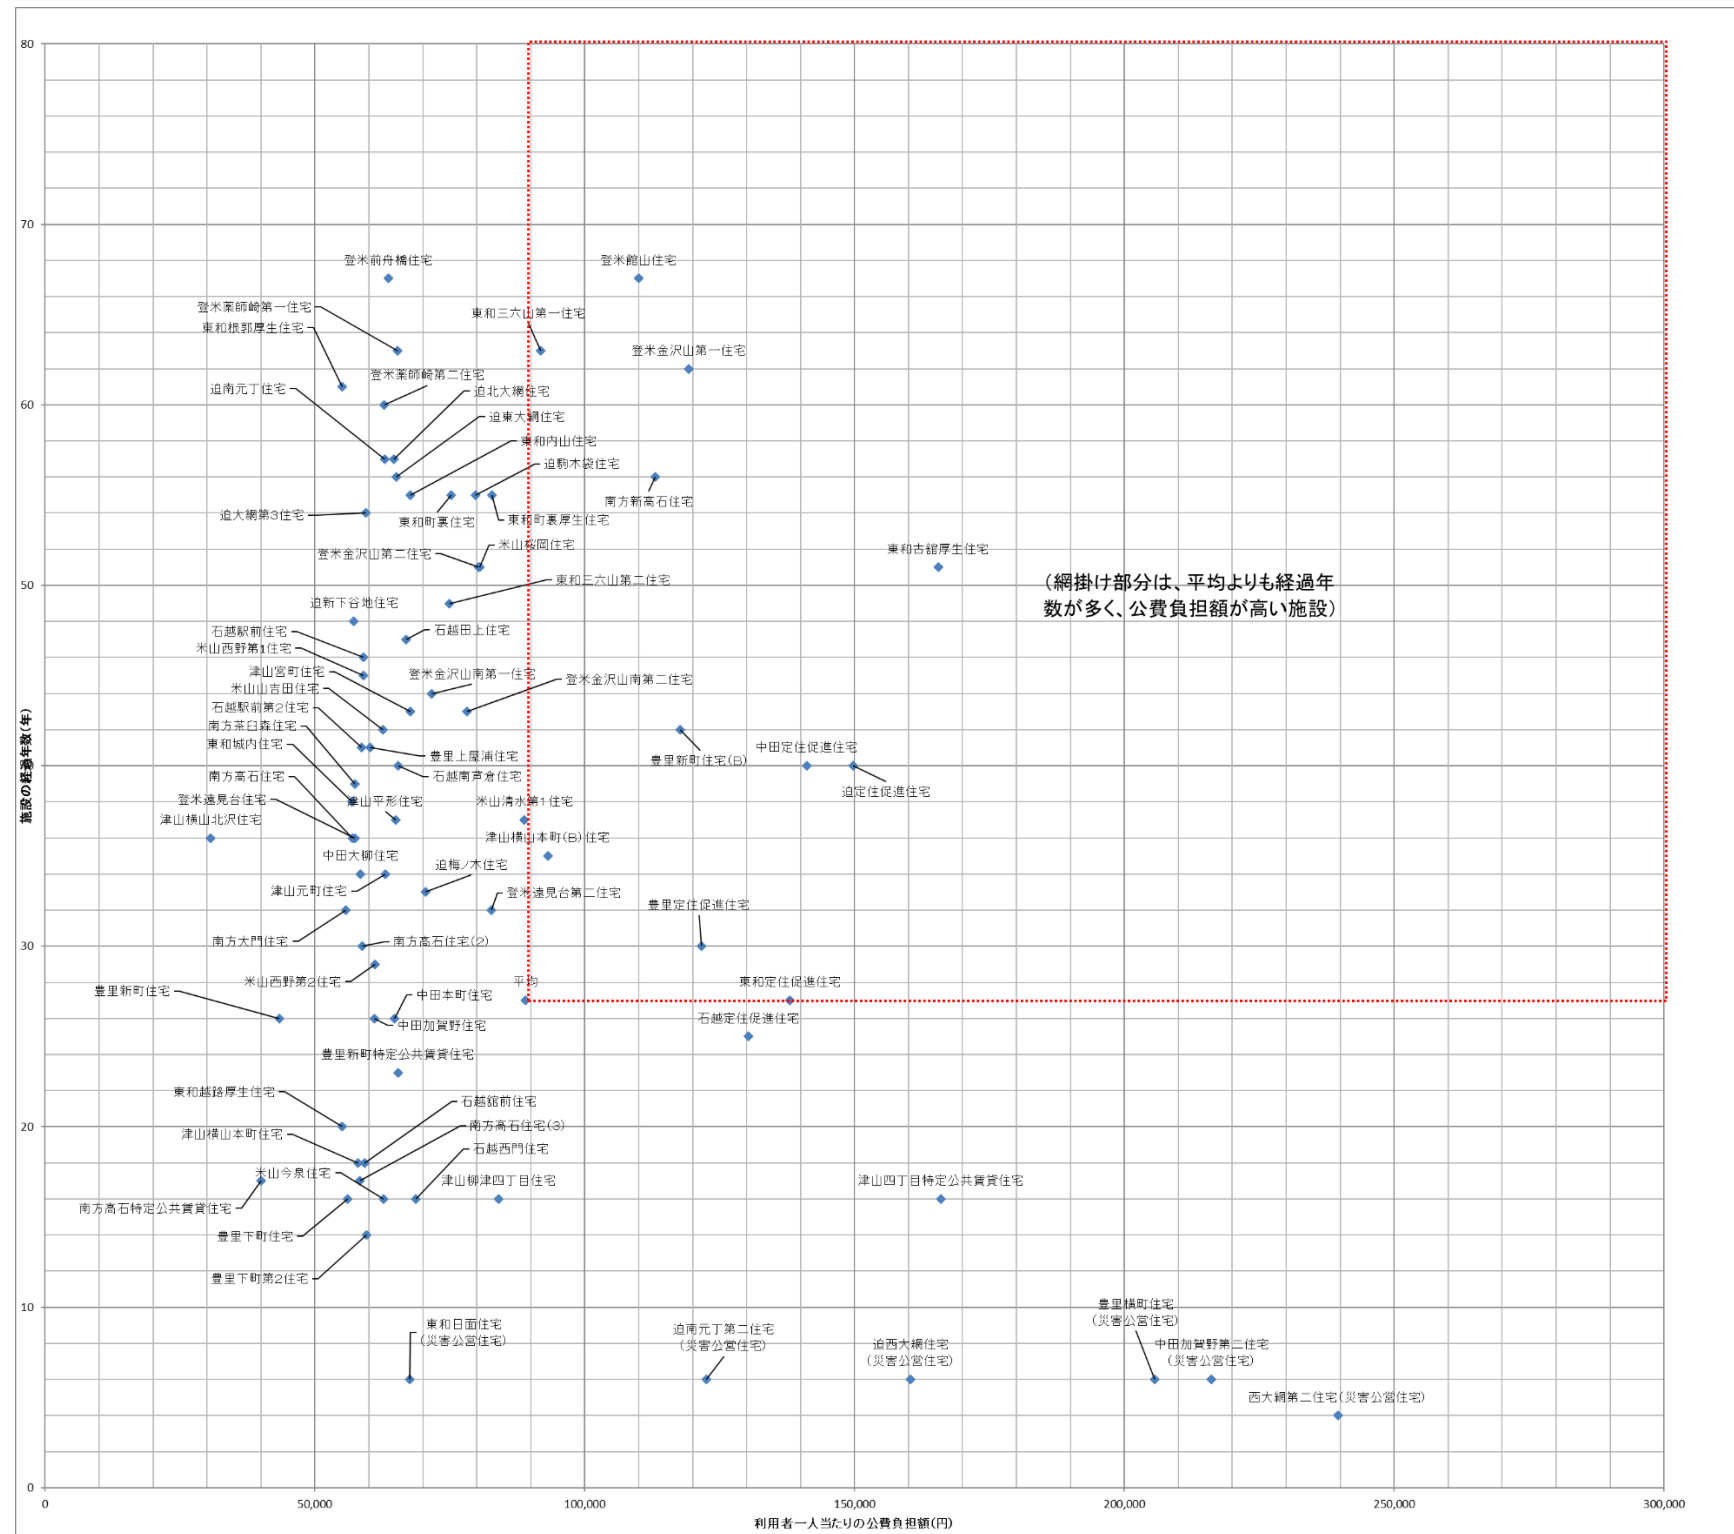 80
70
登米前舟橋住宅
登米館山住宅
登米薬師崎第一住宅
東和三六山第一住宅
東和根郭厚生住宅
登米金沢山第一住宅
登米薬師崎第二住宅
迫南元丁住宅
迫北大網住宅
60
迫東大網住宅
東和内山住宅
迫駒木袋住宅
南方新高石住宅
迫大網第3住宅
東和町裏住宅
東和町裏厚生住宅
米山桜岡住宅
登米金沢山第二住宅
東和古舘厚生住宅
東和三六山第二住宅
50
(網掛け部分は、平均よりも経過年
数が多く、公費負担額が高い施設)
迫新下谷地住宅
石越駅前住宅
石越田上住宅
米山西野第1住宅
津山宮町住宅
登米金沢山南第一住宅
登米金沢山南第二住宅
米山山吉田住宅
石越駅前第2住宅
南方茶臼森住宅
東和城内住宅
豊里上屋浦住宅
豊里新町住宅(B)
中田定住促進住宅
40
施設の経過年数(年)
南方高石住宅
石越南芦倉住宅
迫定住促進住宅
登米遠見台住宅
津山平形住宅
米山清水第1住宅
津山横山北沢住宅
津山横山本町(B)住宅
中田大柳住宅
迫梅ノ木住宅
津山元町住宅
登米遠見台第二住宅
豊里定住促進住宅
南方大門住宅
南方高石住宅(2)
30
米山西野第2住宅
平均
東和定住促進住宅
豊里新町住宅
中田本町住宅
中田加賀野住宅
石越定住促進住宅
豊里新町特定公共賃貸住宅
東和越路厚生住宅
石越舘前住宅
20
津山横山本町住宅
南方高石住宅(3)
石越西門住宅
米山今泉住宅
津山柳津四丁目住宅
津山四丁目特定公共賃貸住宅
南方高石特定公共賃貸住宅
豊里下町住宅
豊里下町第2住宅
10
豊里横町住宅
(災害公営住宅)
東和日面住宅
(災害公営住宅)
迫南元丁第二住宅
(災害公営住宅)
迫西大網住宅
(災害公営住宅)
中田加賀野第二住宅
(災害公営住宅)
西大網第二住宅(災害公営住宅)
0
0
50,000
100,000
150,000
200,000
250,000
300,000
利用者一人当たりの公費負担額(円)